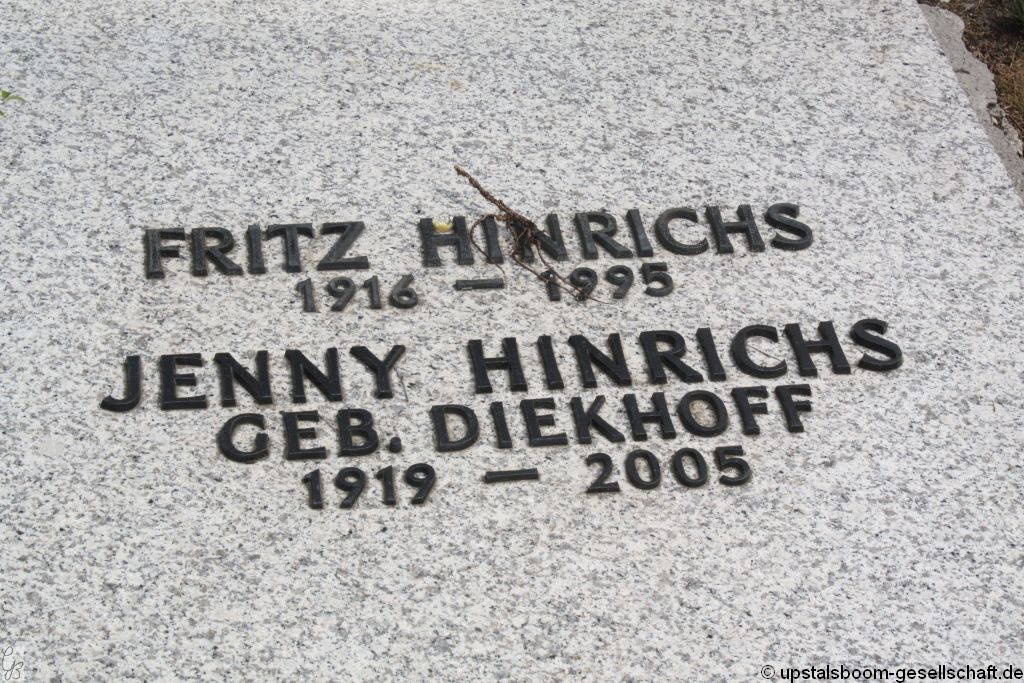 FRITZ HINRICHS
1916 — 1995
JENNY HINRICHS
GEB. DIEKHOFF
1919 — 2005
© upstalsboom-gesellschaft.de